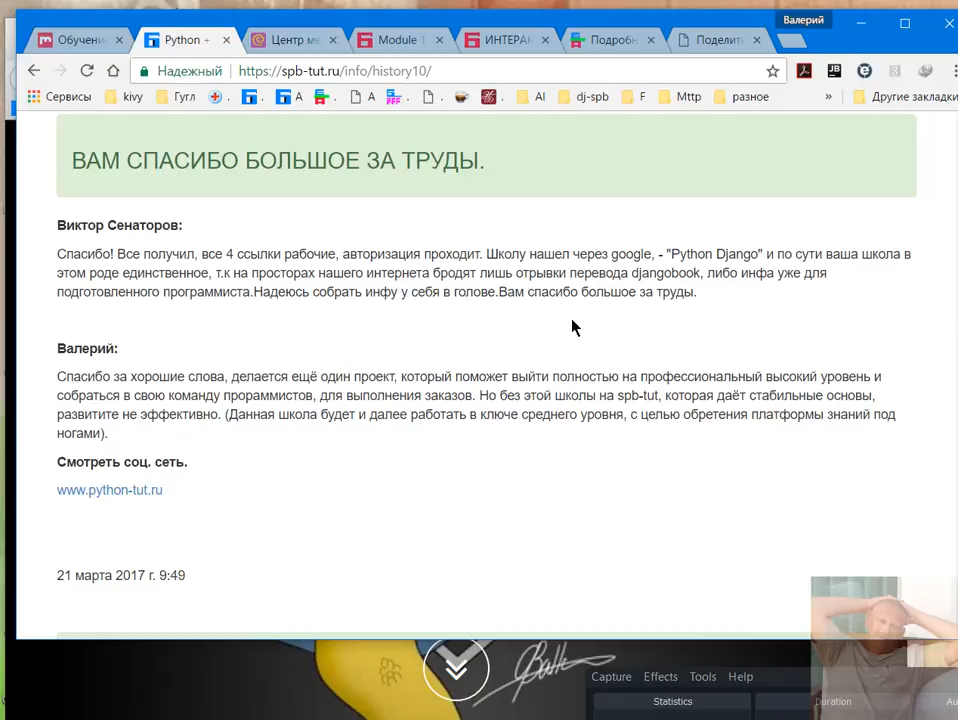 Валерий
Обучени
Python +
Центр ме
Module 1
ИНТЕРАК
Подробн
Поделит
Надежный
https://spb-tut.ru/info/history10/
Сервисы
kivy
Гугл
А
А
AI
dj-spb
F
Mttp
разное
»
Другие закладки
ВАМ СПАСИБО БОЛЬШОЕ ЗА ТРУДЫ.
Виктор Сенаторов:
Спасибо! Все получил, все 4 ссылки рабочие, авторизация проходит. Школу нашел через google, - "Python Django" и по сути ваша школа в
этом роде единственное, т.к на просторах нашего интернета бродят лишь отрывки перевода djangobook, либо инфа уже для
подготовленного программиста.Надеюсь собрать инфу у себя в голове.Вам спасибо большое за труды.
Валерий:
Спасибо за хорошие слова, делается ещё один проект, который поможет выйти полностью на профессиональный высокий уровень и
собраться в свою команду прораммистов, для выполнения заказов. Но без этой школы на spb-tut, которая даёт стабильные основы,
развитите не эффективно. (Данная школа будет и далее работать в ключе среднего уровня, с целью обретения платформы знаний под
ногами).
Смотреть соц. сеть.
www.python-tut.ru
21 марта 2017 г. 9:49
Capture Effects Tools Help
Statistics
Duration
Au